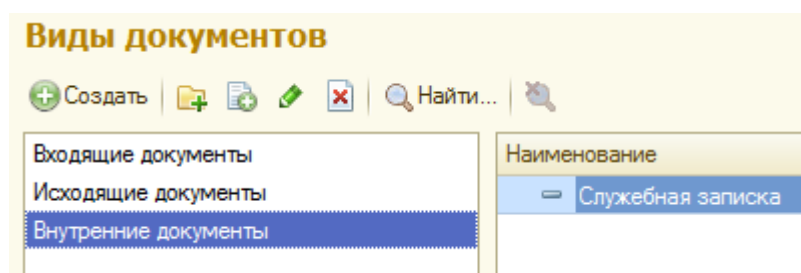 Виды документов
Создать Найти...
Входящие документы Наименование
Исходящие документы Служебная записка
Внутренние документы